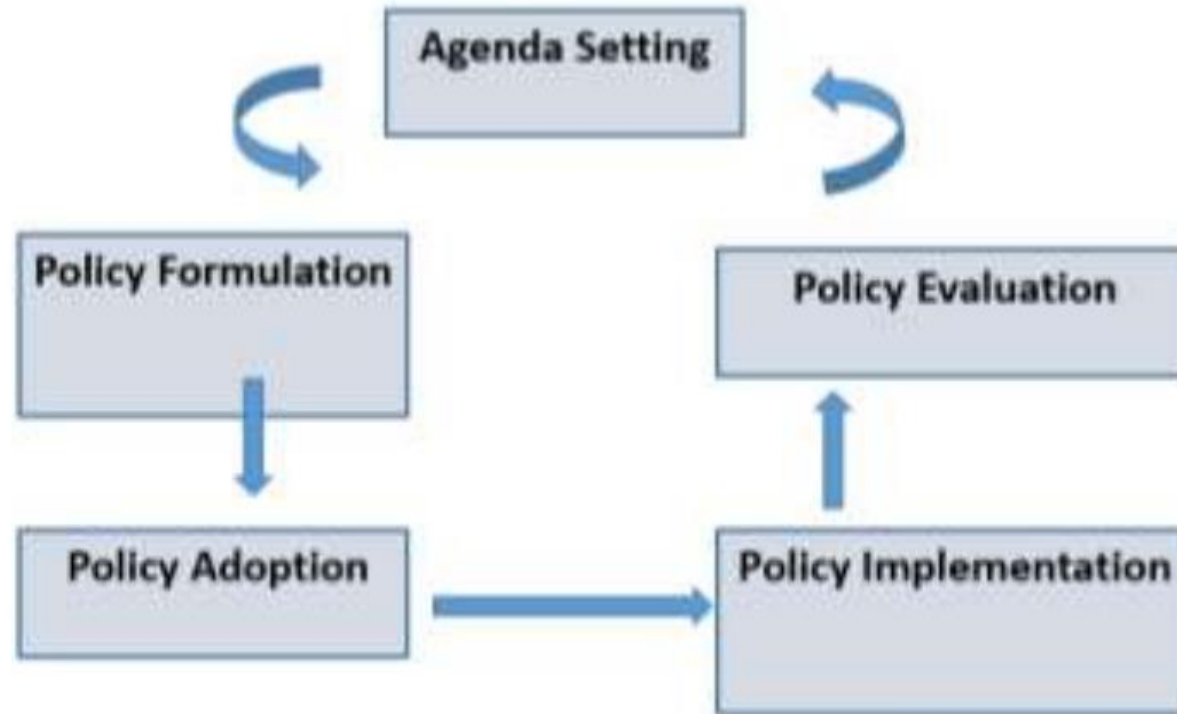 Agenda Setting
Policy Formulation
Policy Evaluation
Policy Adoption
Policy Implementation